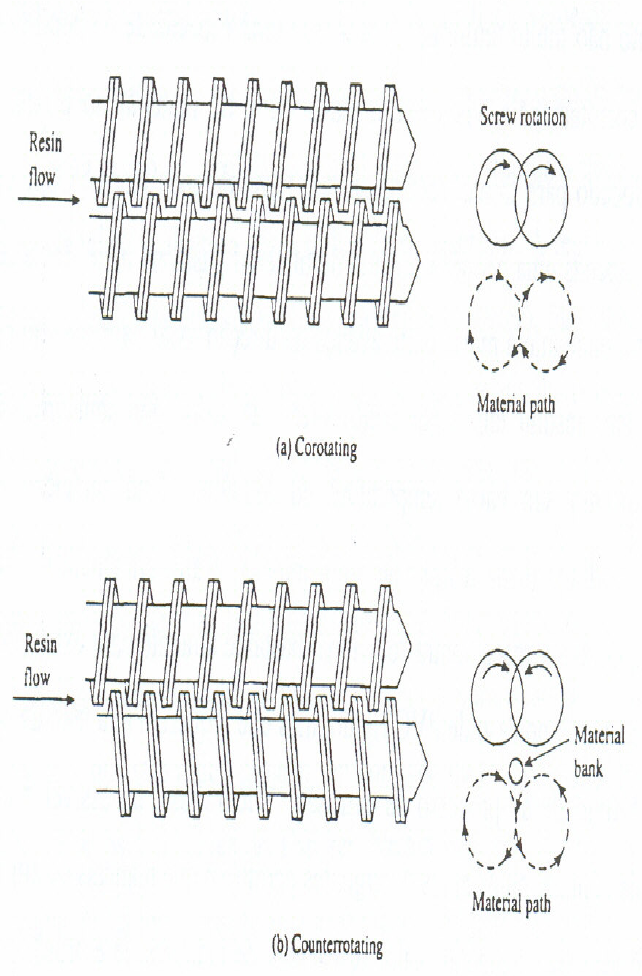 Screw rotation
Resin
flow
Material path
(a) Corotating
Resin
flow
Material
bank
Material path
(b) Counterrotating